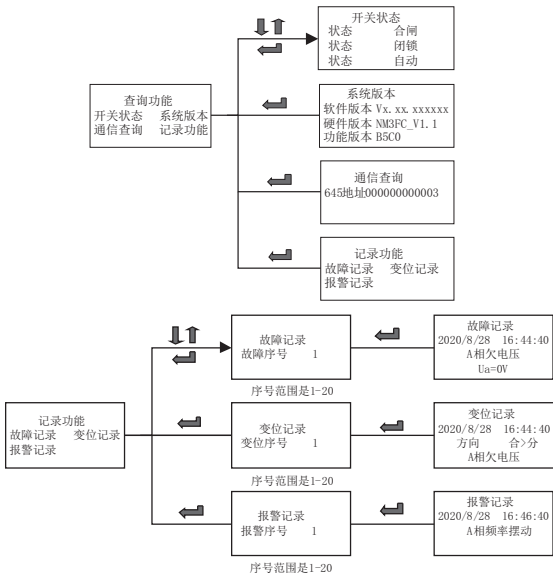 开关状态
状态 合闸
状态 闭锁
状态 自动
查询功能
开关状态 系统版本
通信查询 记录功能
系统版本
软件版本 Vx.xx.xxxxxx
硬件版本 NM3FC_V1.1
功能版本 B5C0
通信查询
645地址000000000003
记录功能
故障记录 变位记录
报警记录
记录功能
故障记录 变位记录
报警记录
故障记录
故障序号 1
序号范围是1-20
故障记录
2020/8/28 16:44:40
A相欠电压
Ua=0V
变位记录
变位序号 1
序号范围是1-20
变位记录
2020/8/28 16:44:40
方向 合>分
A相欠电压
报警记录
报警序号 1
序号范围是1-20
报警记录
2020/8/28 16:46:40
A相频率摆动